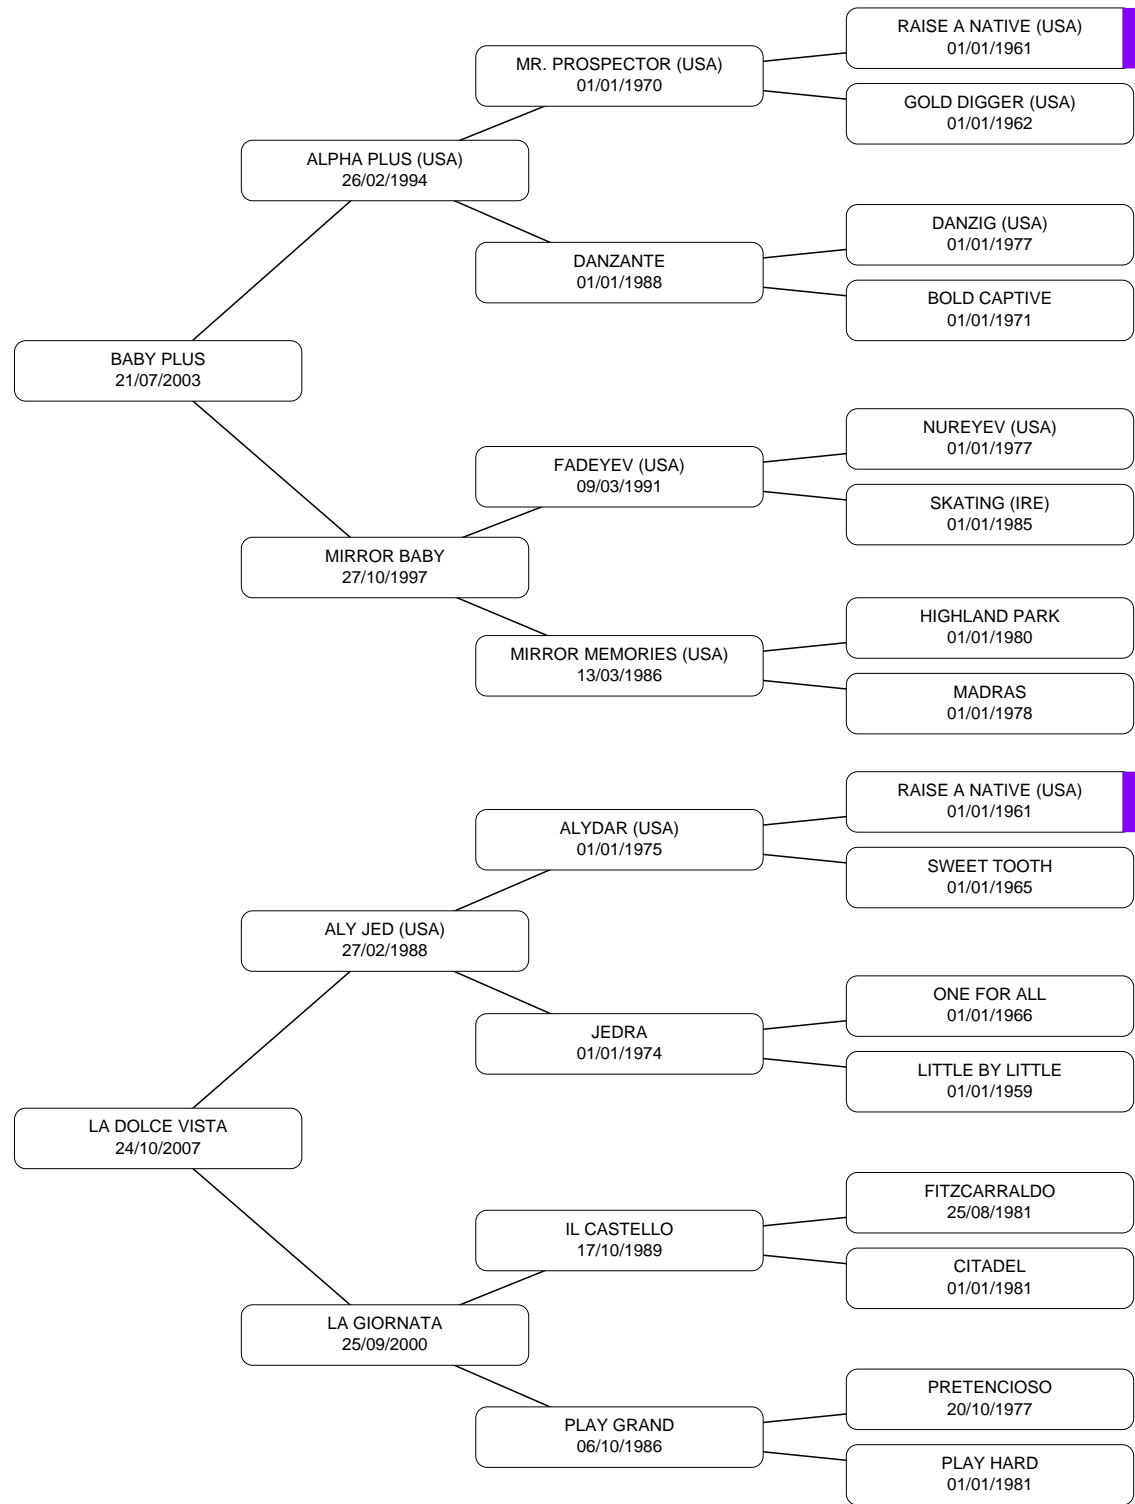 RAISE A NATIVE (USA)
01/01/1961
MR. PROSPECTOR (USA)
01/01/1970
GOLD DIGGER (USA)
01/01/1962
ALPHA PLUS (USA)
26/02/1994
DANZIG (USA)
01/01/1977
DANZANTE
01/01/1988
BOLD CAPTIVE
01/01/1971
BABY PLUS
21/07/2003
NUREYEV (USA)
01/01/1977
FADEYEV (USA)
09/03/1991
SKATING (IRE)
01/01/1985
MIRROR BABY
27/10/1997
HIGHLAND PARK
01/01/1980
MIRROR MEMORIES (USA)
13/03/1986
MADRAS
01/01/1978
RAISE A NATIVE (USA)
01/01/1961
ALYDAR (USA)
01/01/1975
SWEET TOOTH
01/01/1965
ALY JED (USA)
27/02/1988
ONE FOR ALL
01/01/1966
JEDRA
01/01/1974
LITTLE BY LITTLE
01/01/1959
LA DOLCE VISTA
24/10/2007
FITZCARRALDO
25/08/1981
IL CASTELLO
17/10/1989
CITADEL
01/01/1981
LA GIORNATA
25/09/2000
PRETENCIOSO
20/10/1977
PLAY GRAND
06/10/1986
PLAY HARD
01/01/1981